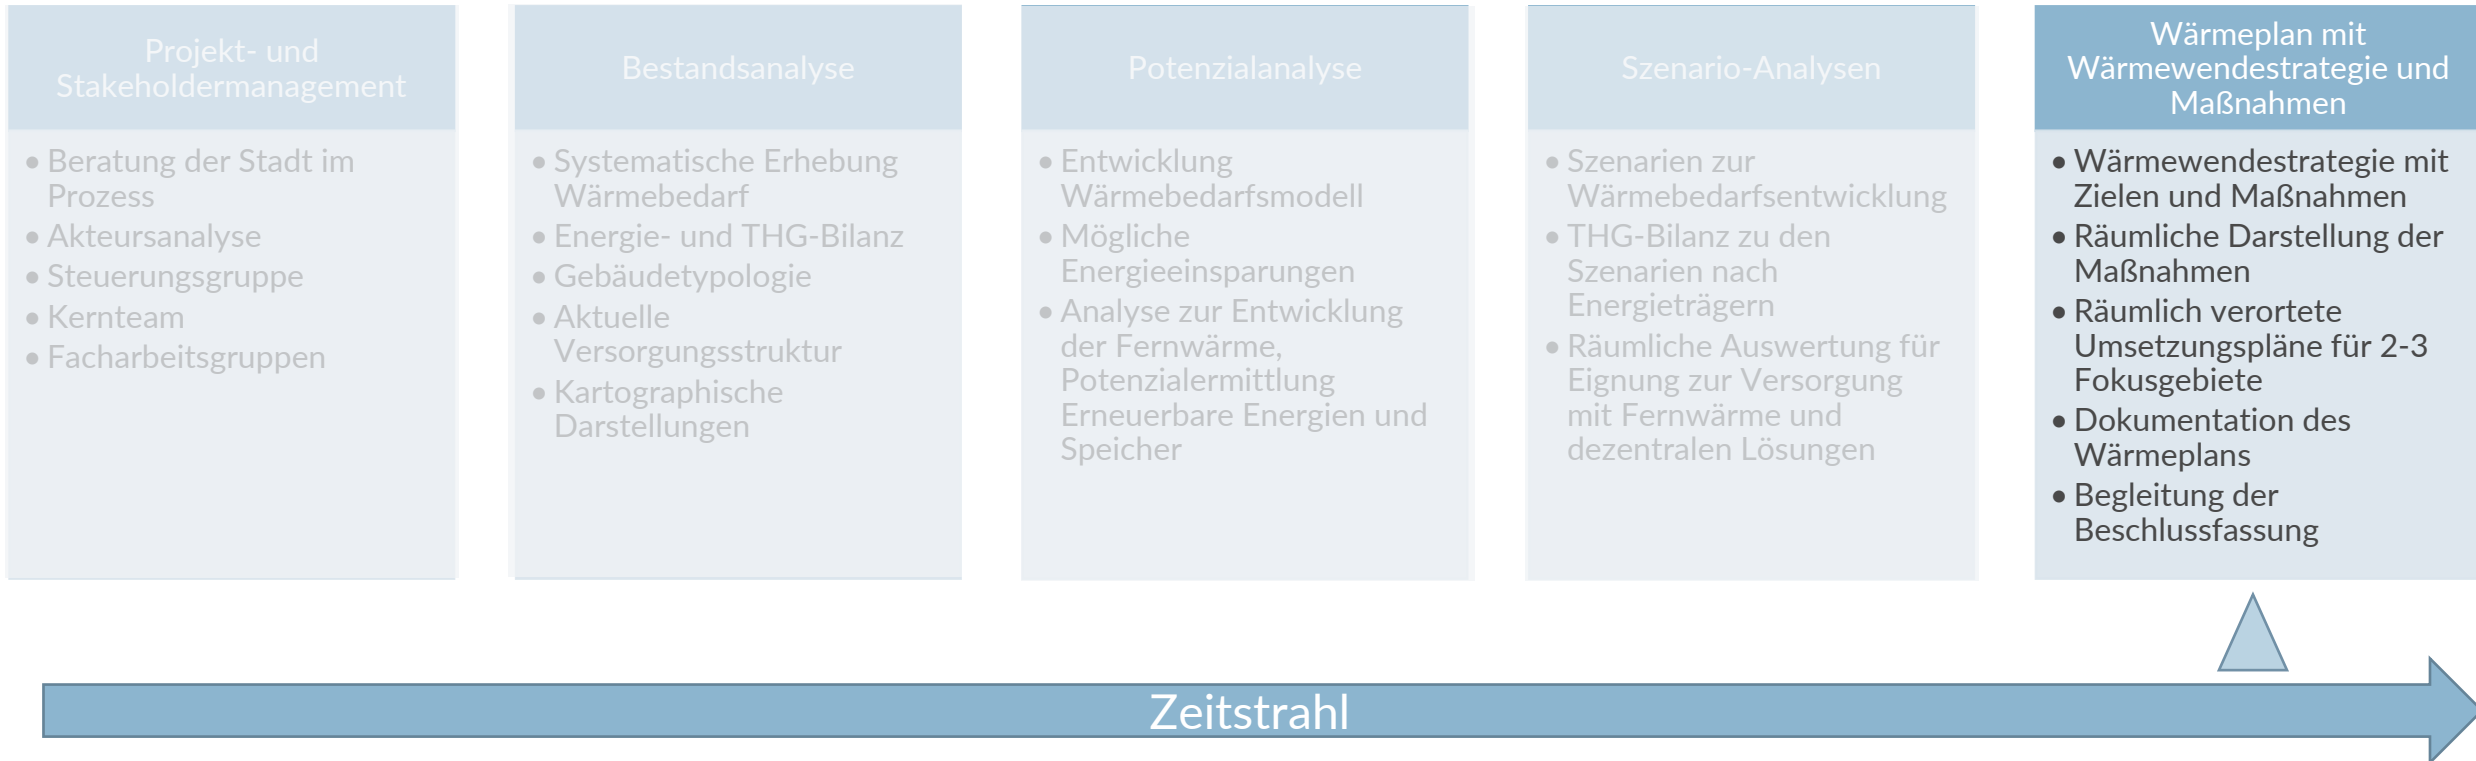 Projekt- und
Stakeholdermanagement
• Beratung der Stadt im
Prozess
• Akteursanalyse
• Steuerungsgruppe
• Kernteam
• Facharbeitsgruppen
Bestandsanalyse
• Systematische Erhebung
Wärmebedarf
• Energie- und THG-Bilanz
• Gebäudetypologie
• Aktuelle
Versorgungsstruktur
• Kartographische
Darstellungen
Potenzialanalyse
• Entwicklung
Wärmebedarfsmodell
• Mögliche
Energieeinsparungen
• Analyse zur Entwicklung
der Fernwärme,
Potenzialermittlung
Erneuerbare Energien und
Speicher
Szenario-Analysen
• Szenarien zur
Wärmebedarfsentwicklung
• THG-Bilanz zu den
Szenarien nach
Energieträgern
• Räumliche Auswertung für
Eignung zur Versorgung
mit Fernwärme und
dezentralen Lösungen
Wärmeplan mit
Wärmewendestrategie und
Maßnahmen
• Wärmewendestrategie mit
Zielen und Maßnahmen
• Räumliche Darstellung der
Maßnahmen
• Räumlich verortete
Umsetzungspläne für 2-3
Fokusgebiete
• Dokumentation des
Wärmeplans
• Begleitung der
Beschlussfassung
Zeitstrahl